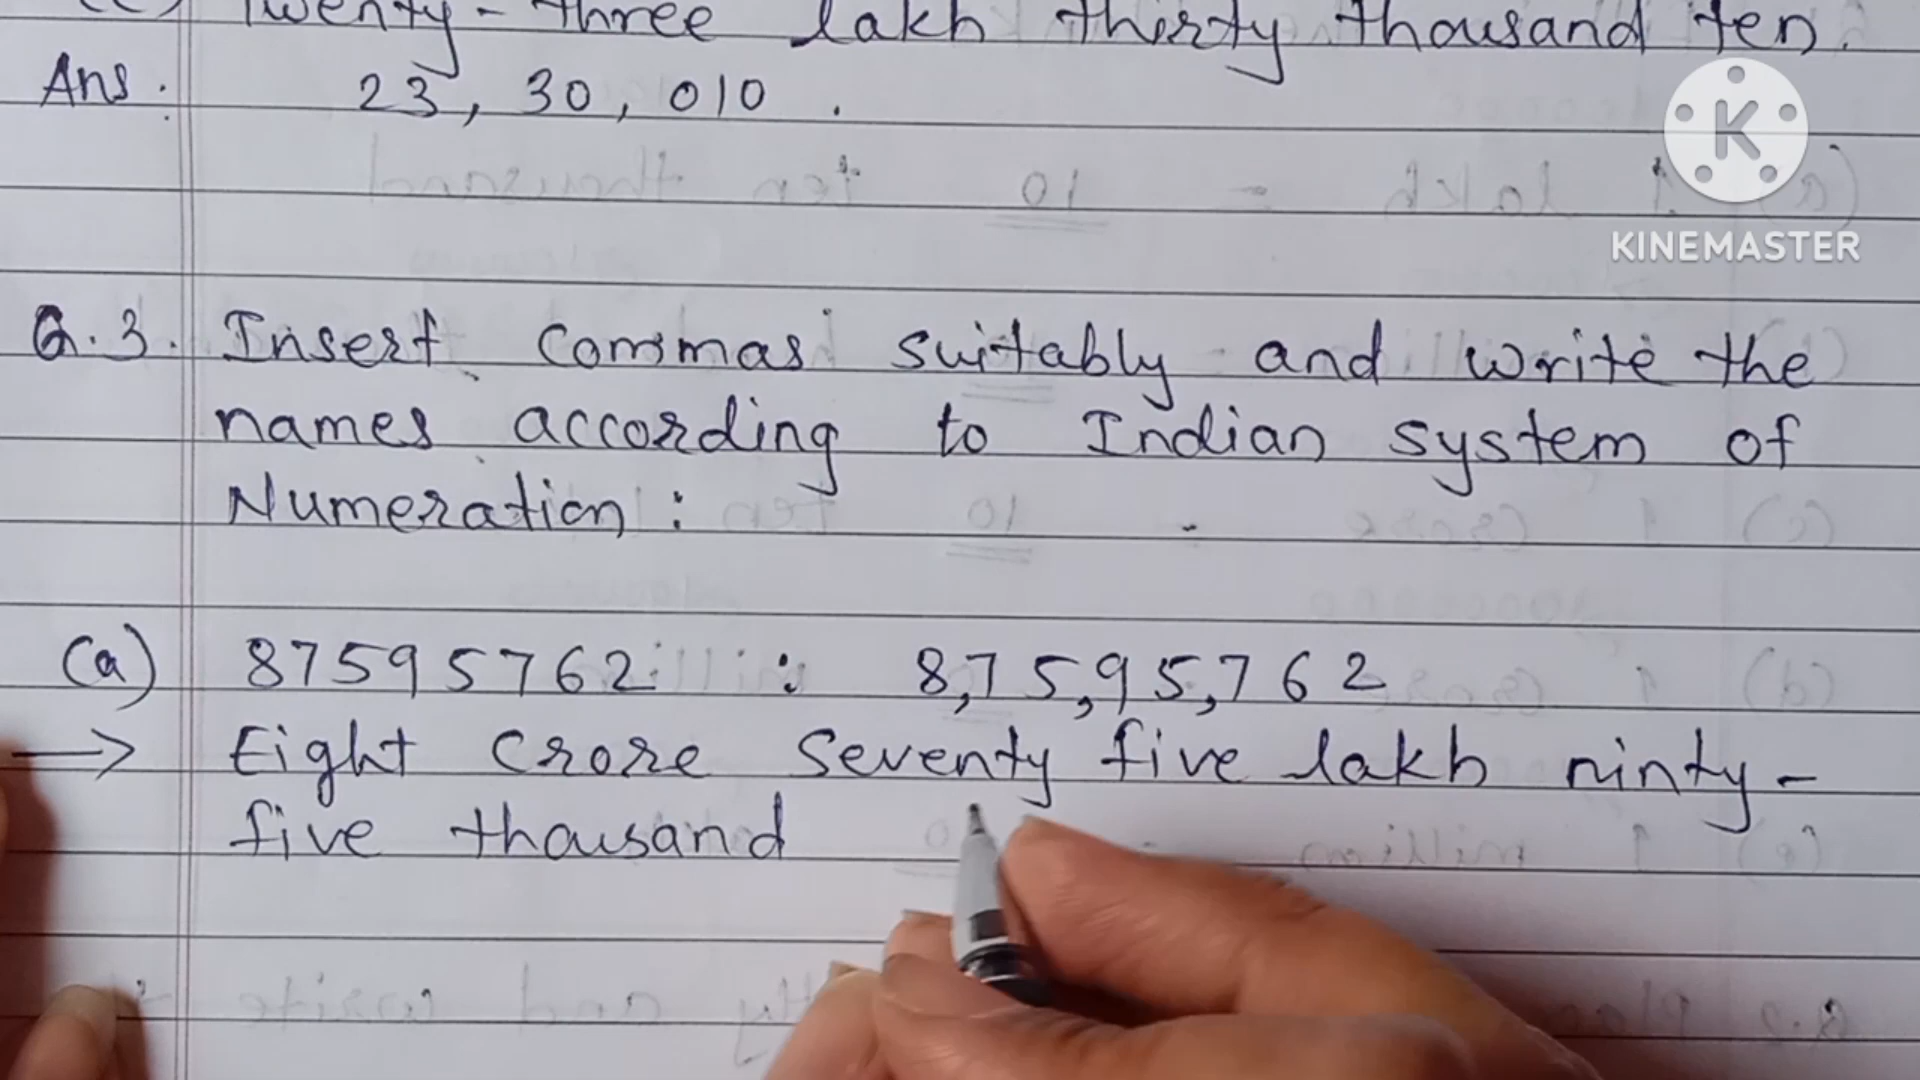 Twenty-three lakh thirty thousand ten.
Ans. 23, 30, 010.
KINEMASTER
Q.3. Insert commas suitably and write the
names according to Indian system of
Numeration:
(a) 87595762 : 8,75,95,762
→ Eight Crore Seventy five lakh ninty-
five thousand